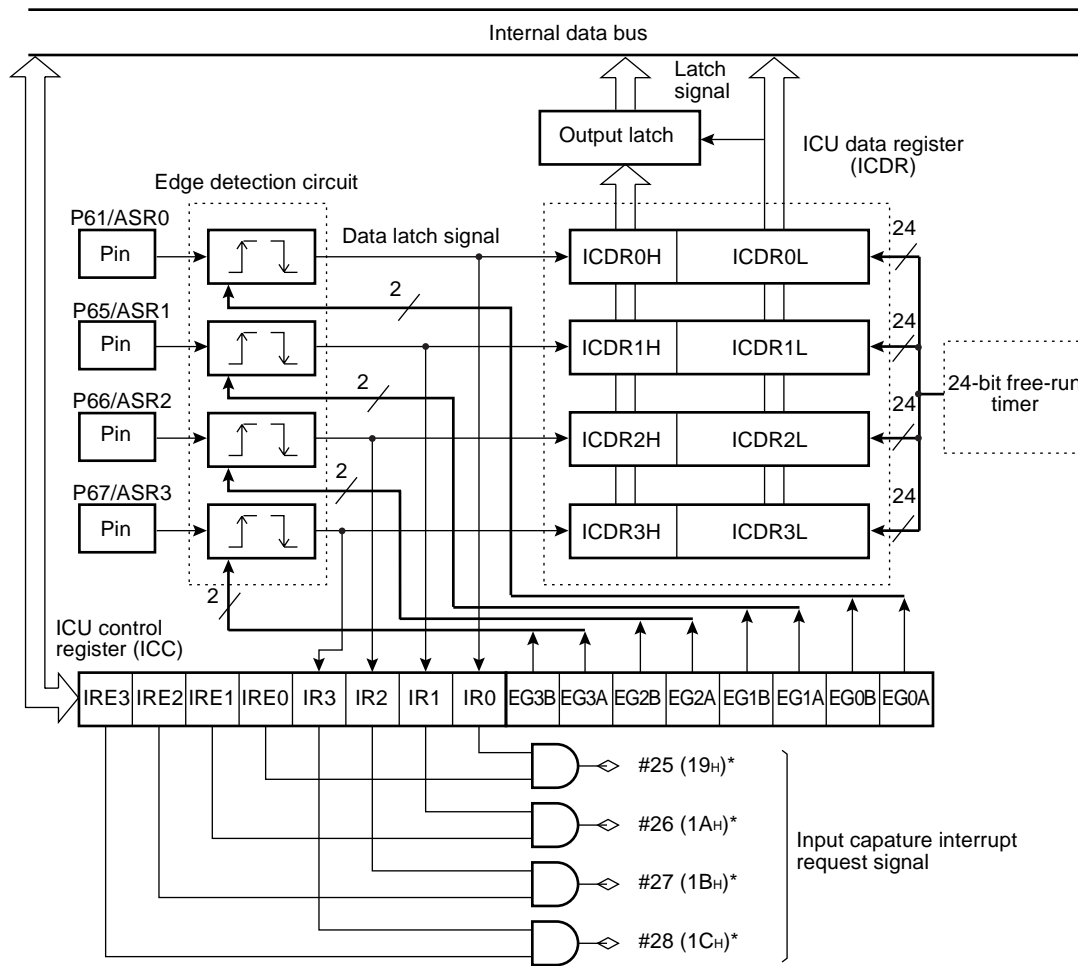 Internal data bus
Latch
signal
Output latch
ICU data register
(ICDR)
Edge detection circuit
P61/ASR0
Pin
Data latch signal
ICDR0H
ICDR0L
24
2
P65/ASR1
Pin
ICDR1H
ICDR1L
24
2
24-bit free-run
timer
P66/ASR2
Pin
ICDR2H
ICDR2L
24
2
P67/ASR3
Pin
ICDR3H
ICDR3L
24
2
ICU control
register (ICC)
IRE3 IRE2 IRE1 IRE0 IR3 IR2 IR1 IR0 EG3B EG3A EG2B EG2A EG1B EG1A EG0B EG0A
#25 (19H)*
#26 (1AH)*
#27 (1BH)*
#28 (1CH)*
Input capature interrupt
request signal